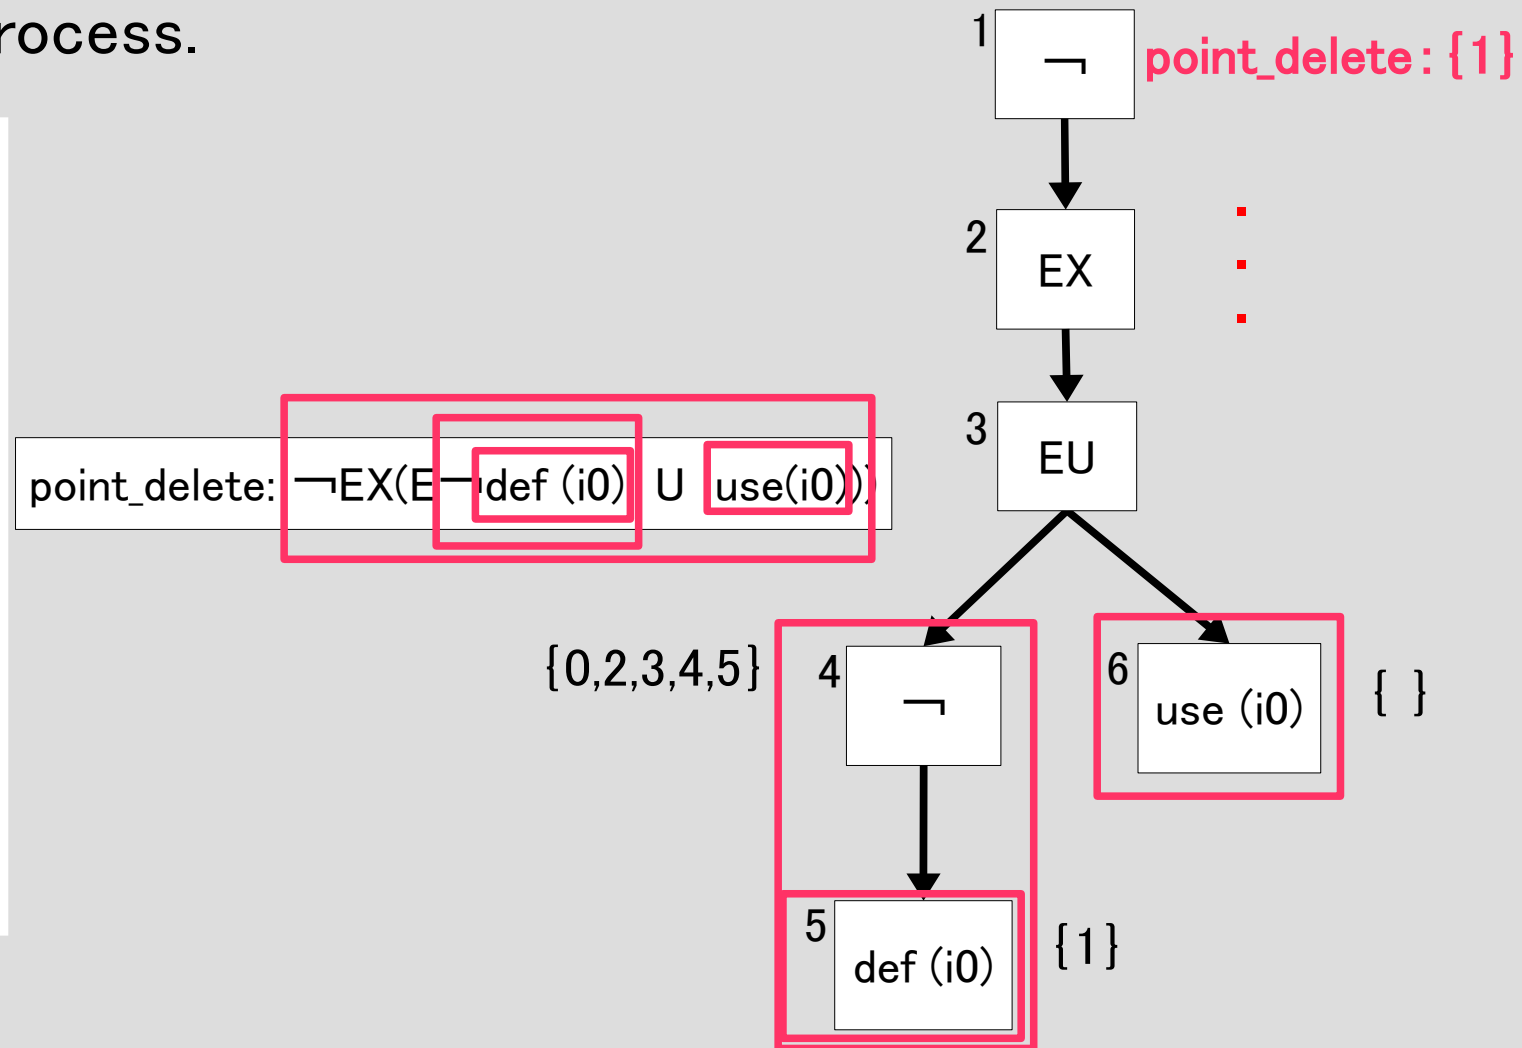 rocess.
1
¬
point_delete: {1}
2
EX
3
EU
point_delete: ¬EX(E¬def (i0) U use(i0)))
{0,2,3,4,5}
4
¬
6
use (i0)
{ }
5
def (i0)
{1}